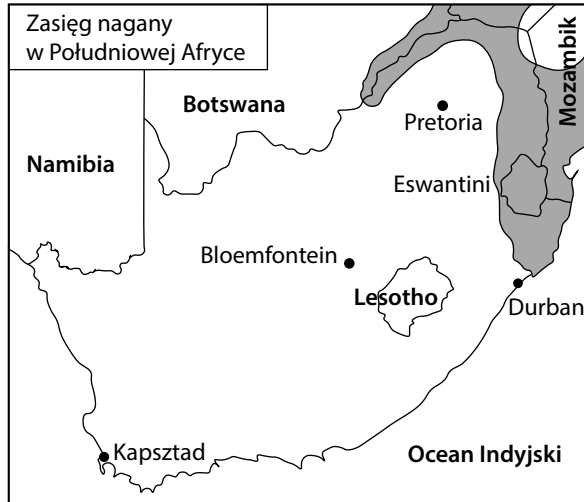 Zasięg nagany
w Południowej Afryce
Botswana
Mozambik
Pretoria
Namibia
Eswantini
Bloemfontein
Lesotho
Durban
Kapsztad
Ocean Indyjski